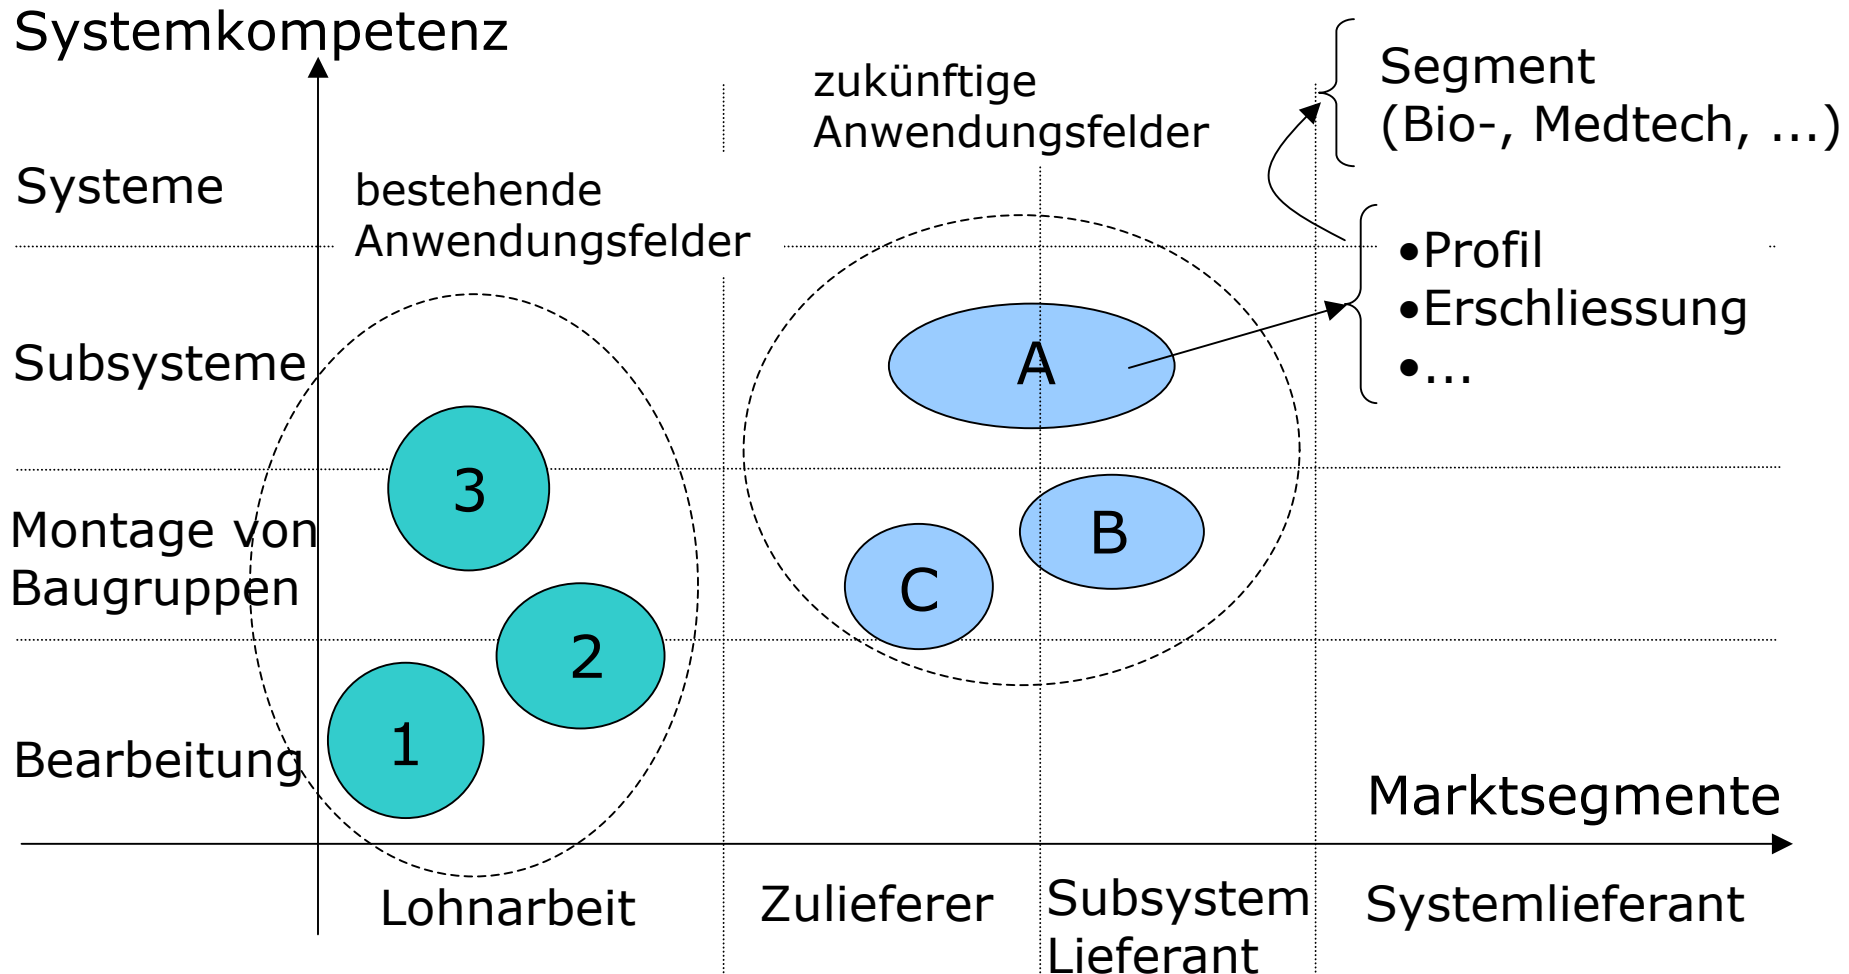 Systemkompetenz
zukünftige
Anwendungsfelder
Segment
(Bio-, Medtech, ...)
Systeme
bestehende
Anwendungsfelder
•Profil
•Erschliessung
•...
Subsysteme
A
3
B
Montage von
Baugruppen
C
2
1
Bearbeitung
Marktsegmente
Lohnarbeit
Zulieferer
Subsystem
Lieferant
Systemlieferant